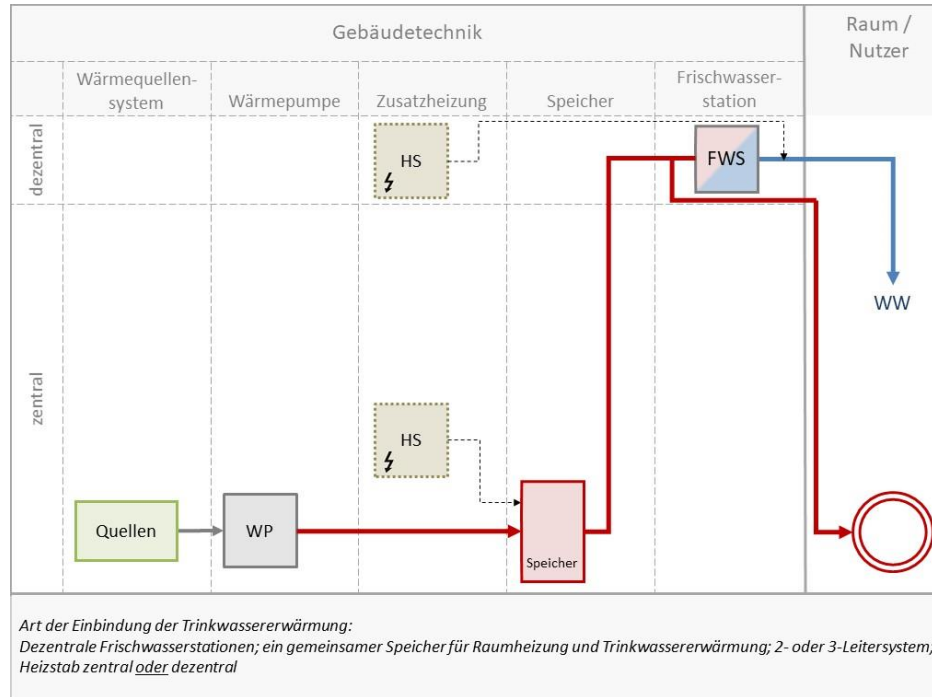 Gebäudetechnik
Raum /
Nutzer
Wärmequellen-
system
Wärmepumpe
Zusatzheizung
Speicher
Frischwasser-
station
dezentral
HS
FWS
WW
zentral
HS
Quellen
WP
Speicher
Art der Einbindung der Trinkwassererwärmung:
Dezentrale Frischwasserstationen; ein gemeinsamer Speicher für Raumheizung und Trinkwassererwärmung; 2- oder 3-Leitersystem,
Heizstab zentral oder dezentral